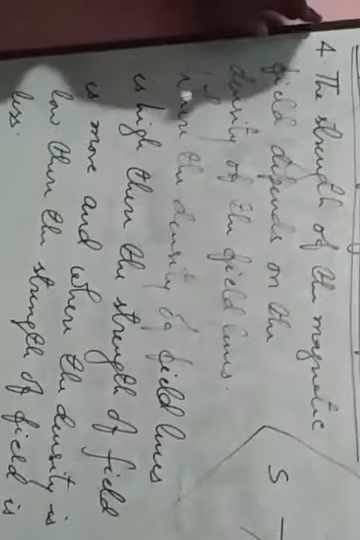 4. The strength of the magnetic
field depends on the
density of the field lines.
when the density of field lines
is high then the strength of field
is more and when the density is
low then the strength of field is
less.
S